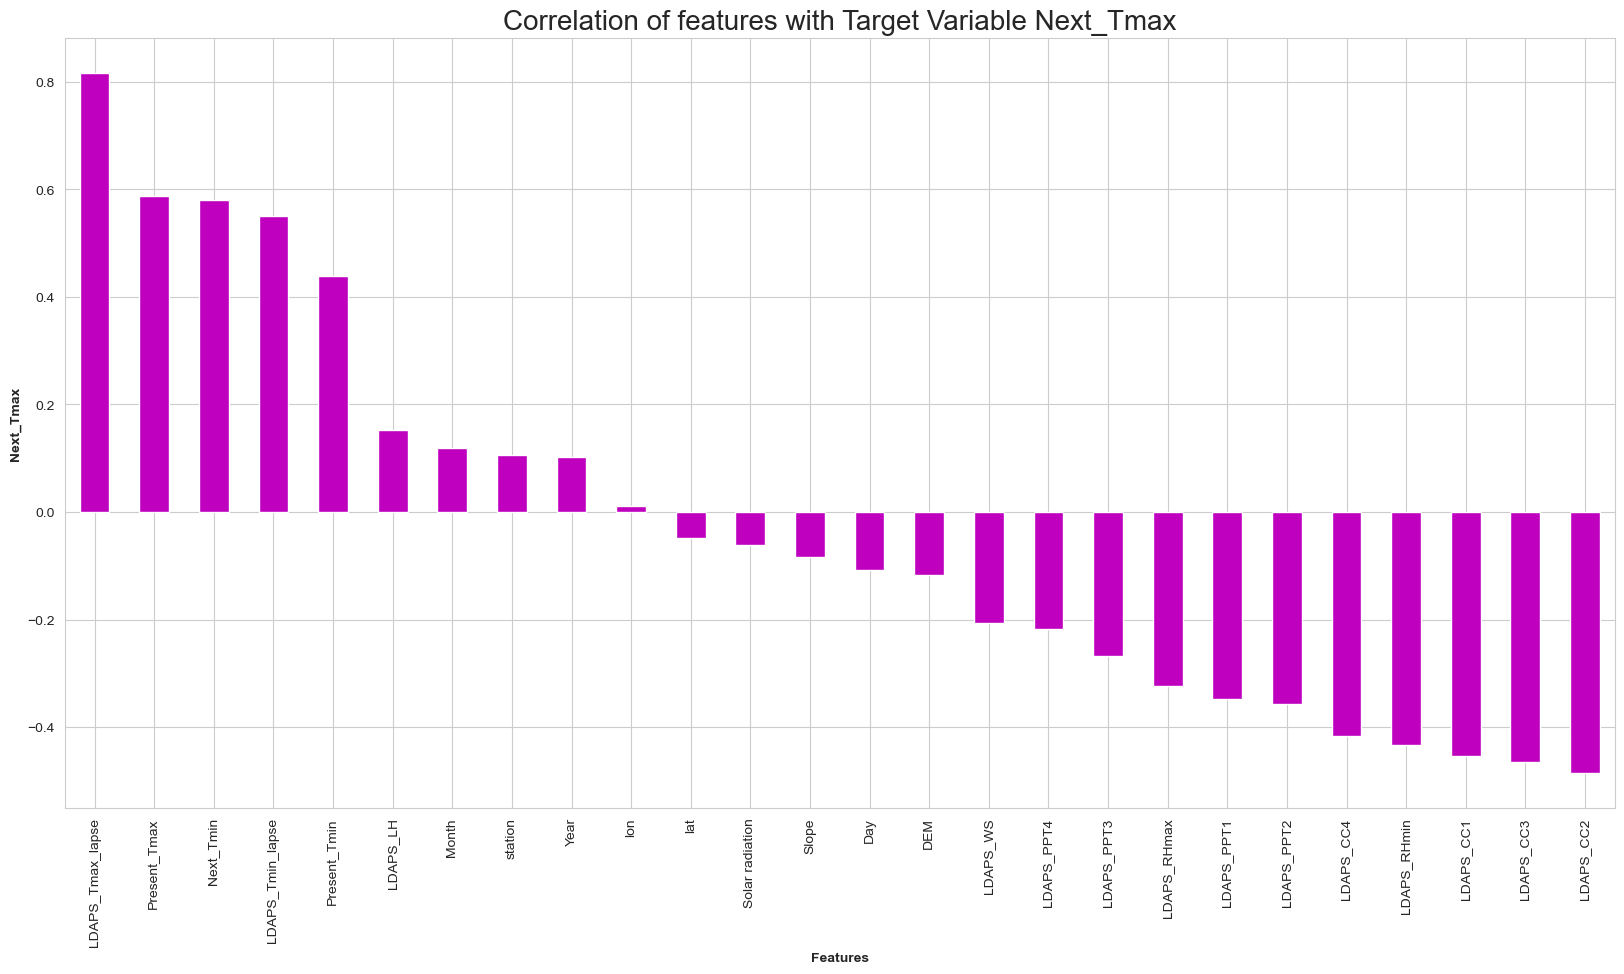 Correlation of features with Target Variable Next_Tmax
Next_Tmax
0.8
0.6
0.4
0.2
0.0
−0.2
−0.4
LDAPS_Tmax_lapse
Present_Tmax
Next_Tmin
LDAPS_Tmin_lapse
Present_Tmin
LDAPS_LH
Month
station
Year
lon
lat
Solar radiation
Slope
Day
DEM
LDAPS_WS
LDAPS_PPT4
LDAPS_PPT3
LDAPS_RHmax
LDAPS_PPT1
LDAPS_PPT2
LDAPS_CC4
LDAPS_RHmin
LDAPS_CC1
LDAPS_CC3
LDAPS_CC2
Features